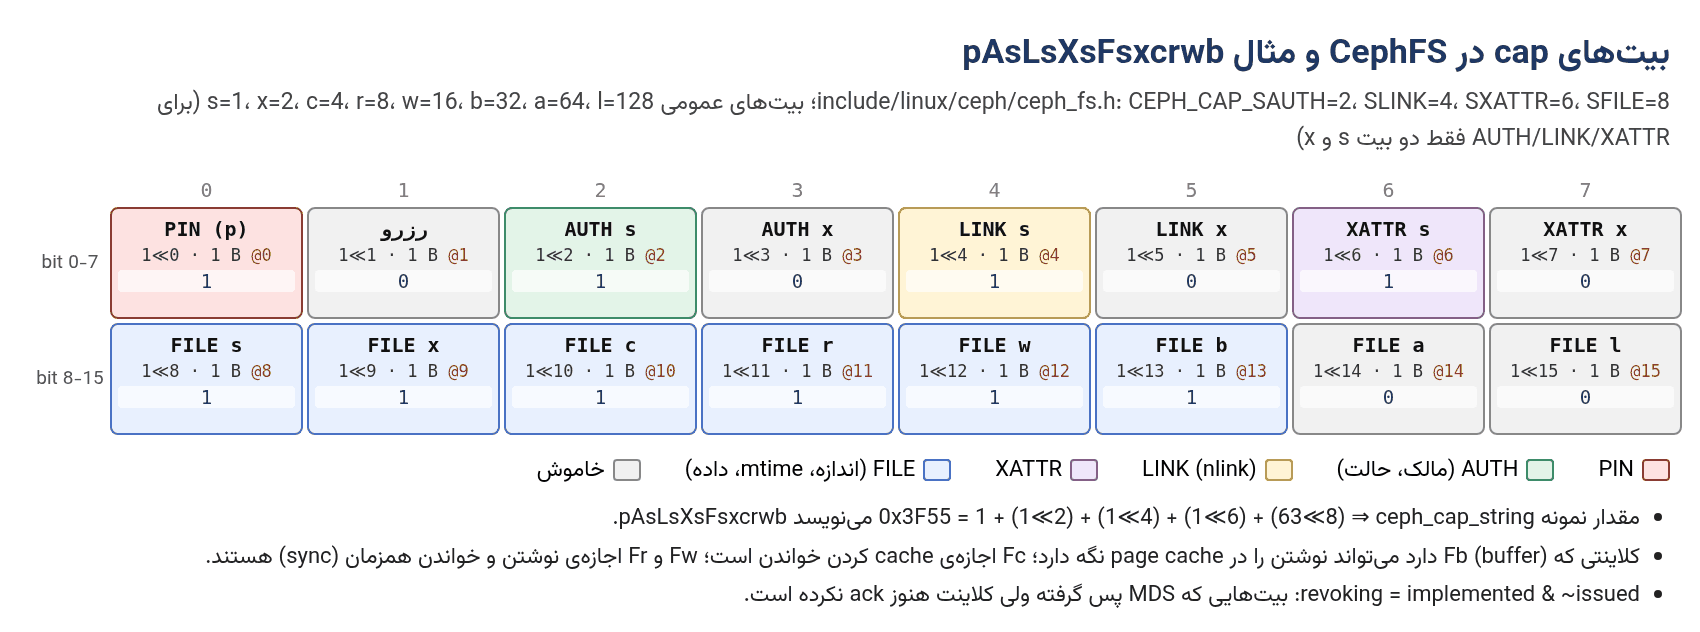 بیت‌های cap در CephFS و مثال pAsLsXsFsxcrwb
include/linux/ceph/ceph_fs.h: CEPH_CAP_SAUTH=2، SLINK=4، SXATTR=6، SFILE=8؛ بیت‌های عمومی s=1، x=2، c=4، r=8، w=16، b=32، a=64، l=128 (برای
AUTH/LINK/XATTR فقط دو بیت s و x)
0 1 2 3 4 5 6 7
bit 0-7
PIN (p)
1≪0 · 1 B @0
1
رزرو
1≪1 · 1 B @1
0
AUTH s
1≪2 · 1 B @2
1
AUTH x
1≪3 · 1 B @3
0
LINK s
1≪4 · 1 B @4
1
LINK x
1≪5 · 1 B @5
0
XATTR s
1≪6 · 1 B @6
1
XATTR x
1≪7 · 1 B @7
0
bit 8-15
FILE s
1≪8 · 1 B @8
1
FILE x
1≪9 · 1 B @9
1
FILE c
1≪10 · 1 B @10
1
FILE r
1≪11 · 1 B @11
1
FILE w
1≪12 · 1 B @12
1
FILE b
1≪13 · 1 B @13
1
FILE a
1≪14 · 1 B @14
0
FILE l
1≪15 · 1 B @15
0
PIN
AUTH (مالک، حالت)
LINK (nlink)
XATTR
FILE (اندازه، mtime، داده)
خاموش
• مقدار نمونه 0x3F55 = 1 + (1≪2) + (1≪4) + (1≪6) + (63≪8) ⇒ ceph_cap_string می‌نویسد pAsLsXsFsxcrwb.
• کلاینتی که Fb (buffer) دارد می‌تواند نوشتن را در page cache نگه دارد؛ Fc اجازه‌ی cache کردن خواندن است؛ Fw و Fr اجازه‌ی نوشتن و خواندن همزمان (sync) هستند.
• revoking = implemented & ~issued: بیت‌هایی که MDS پس گرفته ولی کلاینت هنوز ack نکرده است.